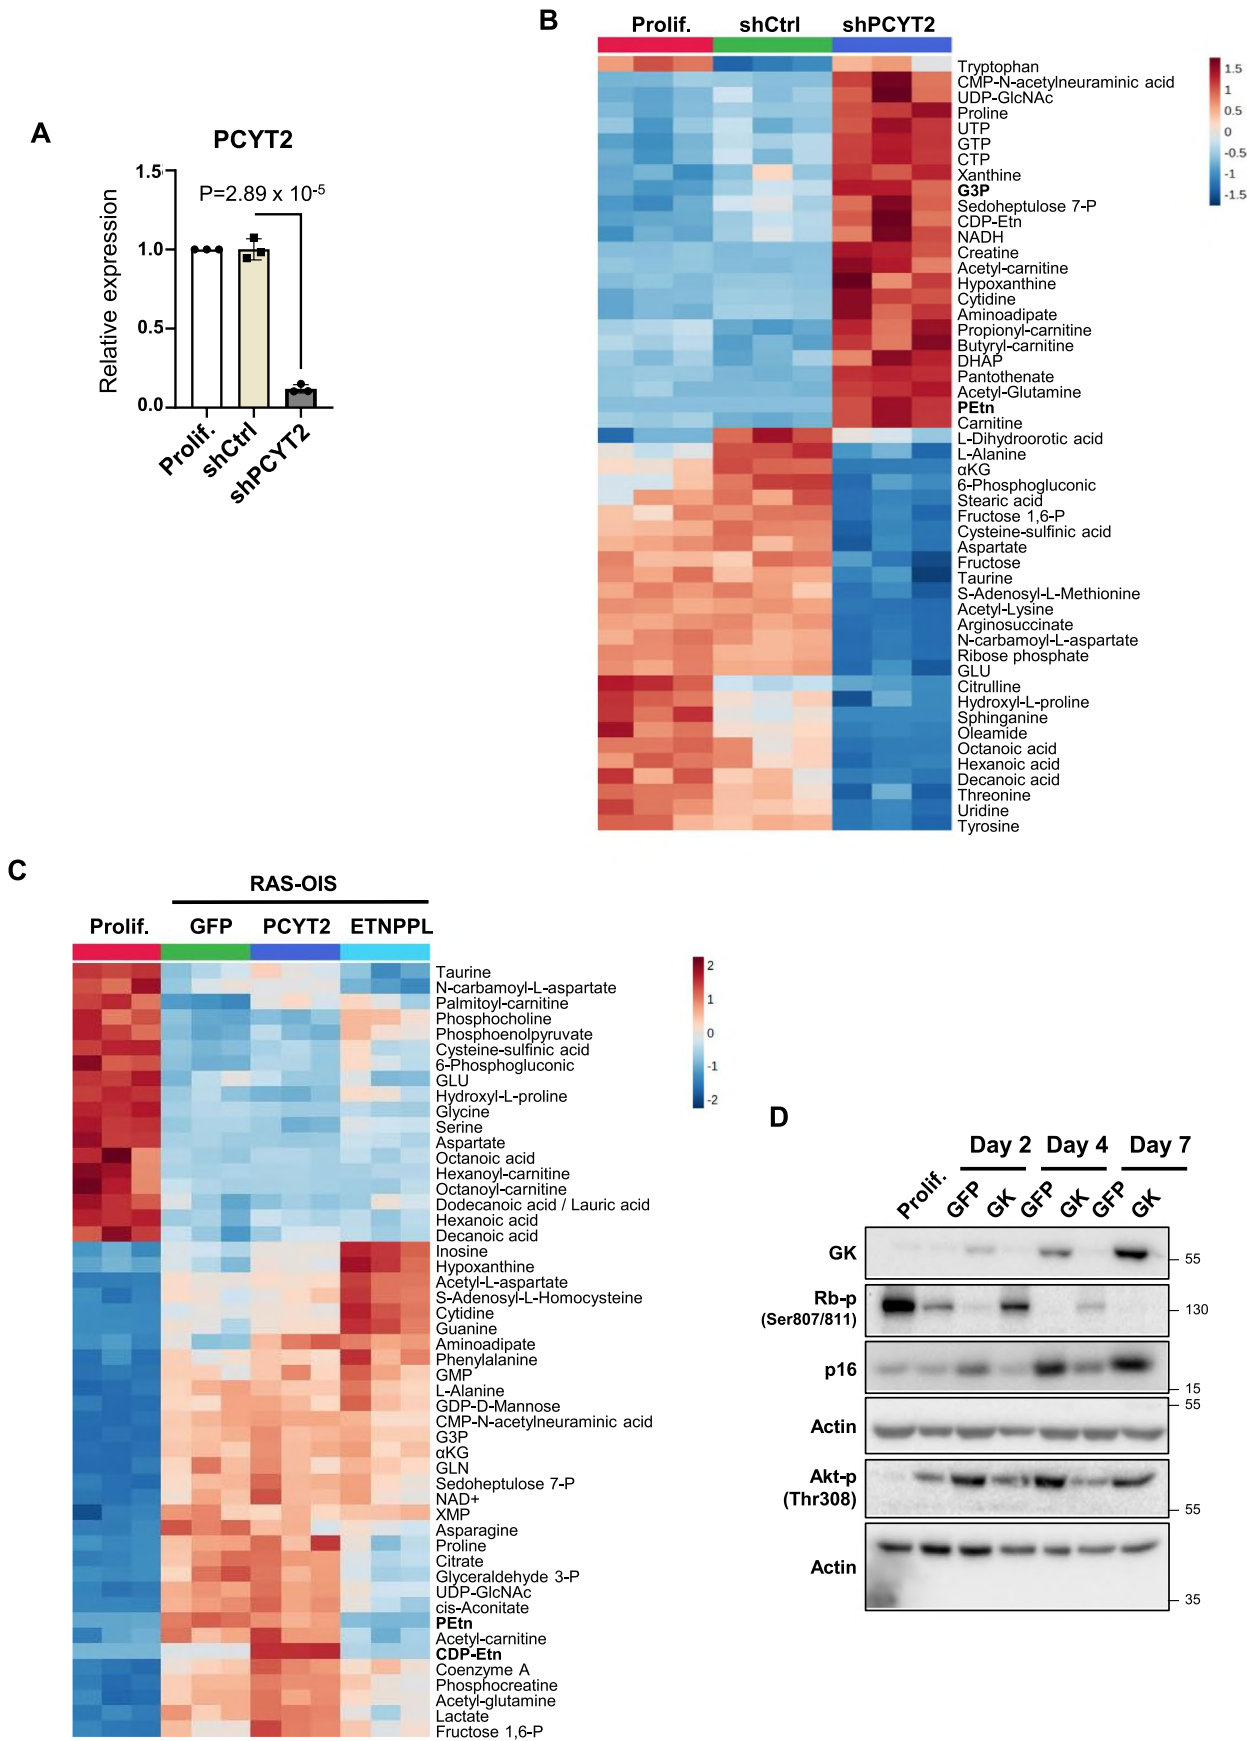 A
PCYT2
1.5
P=2.89 x 10-5
1.0
0.5
0.0
Relative expression
Prolif.
shCtrl
shPCYT2
B
Prolif. shCtrl shPCYT2
Tryptophan
CMP-N-acetylneuraminic acid
UDP-GlcNAc
Proline
UTP
GTP
CTP
Xanthine
G3P
Sedoheptulose 7-P
CDP-Etn
NADH
Creatine
Acetyl-carnitine
Hypoxanthine
Cytidine
Aminoadipate
Propionyl-carnitine
Butyryl-carnitine
DHAP
Pantothenate
Acetyl-Glutamine
PEtn
Carnitine
L-Dihydroorotic acid
L-Alanine
αKG
6-Phosphogluconic
Stearic acid
Fructose 1,6-P
Cysteine-sulfinic acid
Aspartate
Fructose
Taurine
S-Adenosyl-L-Methionine
Acetyl-Lysine
Arginosuccinate
N-carbamoyl-L-aspartate
Ribose phosphate
GLU
Citrulline
Hydroxyl-L-proline
Sphinganine
Oleamide
Octanoic acid
Hexanoic acid
Decanoic acid
Threonine
Uridine
Tyrosine
1.5
1
0.5
0
-0.5
-1
-1.5
C
RAS-OIS
Prolif. GFP PCYT2 ETNPPL
Taurine
N-carbamoyl-L-aspartate
Palmitoyl-carnitine
Phosphocholine
Phosphoenolpyruvate
Cysteine-sulfinic acid
6-Phosphogluconic
GLU
Hydroxyl-L-proline
Glycine
Serine
Aspartate
Octanoic acid
Hexanoyl-carnitine
Octanoyl-carnitine
Dodecanoic acid / Lauric acid
Hexanoic acid
Decanoic acid
Inosine
Hypoxanthine
Acetyl-L-aspartate
S-Adenosyl-L-Homocysteine
Cytidine
Guanine
Aminoadipate
Phenylalanine
GMP
L-Alanine
GDP-D-Mannose
CMP-N-acetylneuraminic acid
G3P
αKG
GLN
Sedoheptulose 7-P
NAD+
XMP
Asparagine
Proline
Citrate
Glyceraldehyde 3-P
UDP-GlcNAc
cis-Aconitate
PEtn
Acetyl-carnitine
CDP-Etn
Coenzyme A
Phosphocreatine
Acetyl-glutamine
Lactate
Fructose 1,6-P
2
1
0
-1
-2
D
Day 2 Day 4 Day 7
Prolif. GFP GK GFP GK GFP GK
GK
55
Rb-p
(Ser807/811)
130
p16
15
55
Actin
Akt-p
(Thr308)
55
Actin
35